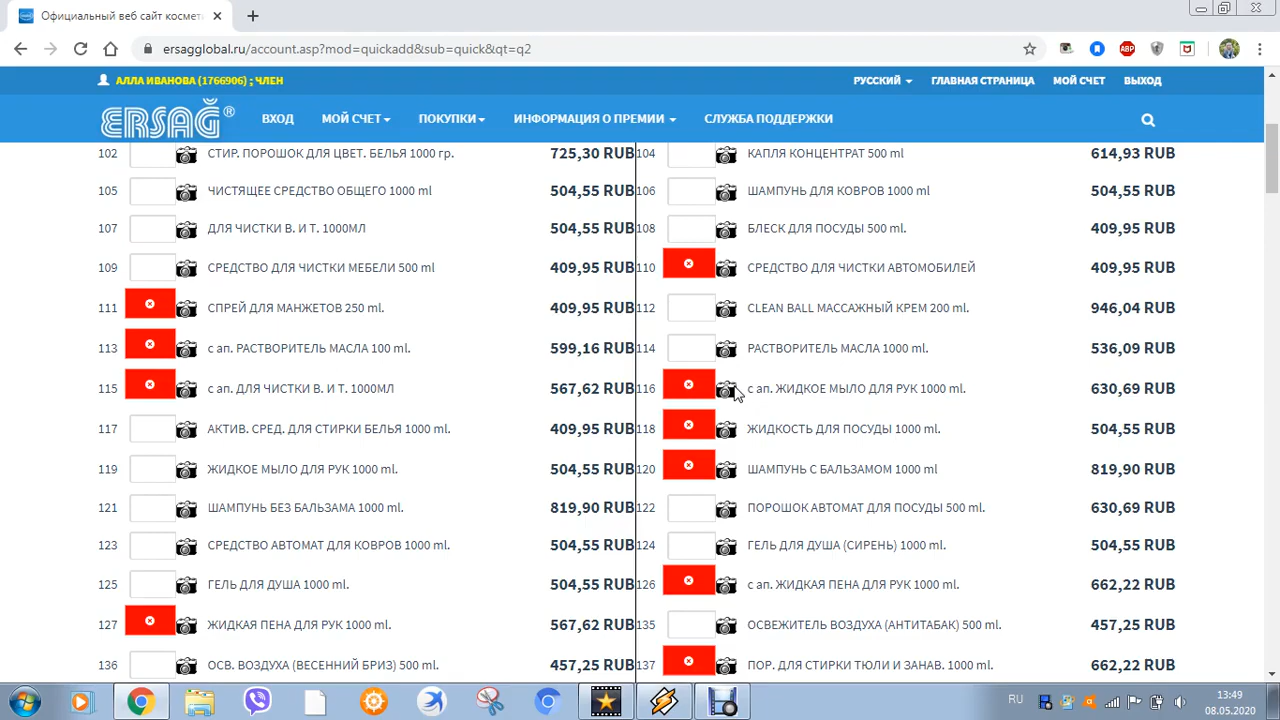 Официальный веб сайт космети
ersagglobal.ru/account.asp?mod=quickadd&sub=quick&qt=q2
АЛЛА ИВАНОВА (1766906) ; ЧЛЕН
РУССКИЙ ГЛАВНАЯ СТРАНИЦА МОЙ СЧЕТ ВЫХОД
ERSAĞ® ВХОД МОЙ СЧЕТ ПОКУПКИ ИНФОРМАЦИЯ О ПРЕМИИ СЛУЖБА ПОДДЕРЖКИ
102 СТИР. ПОРОШОК ДЛЯ ЦВЕТ. БЕЛЬЯ 1000 гр. 725,30 RUB 104 КАПЛЯ КОНЦЕНТРАТ 500 ml 614,93 RUB
105 ЧИСТЯЩЕЕ СРЕДСТВО ОБЩЕГО 1000 ml 504,55 RUB 106 ШАМПУНЬ ДЛЯ КОВРОВ 1000 ml 504,55 RUB
107 ДЛЯ ЧИСТКИ В. И Т. 1000МЛ 504,55 RUB 108 БЛЕСК ДЛЯ ПОСУДЫ 500 ml. 409,95 RUB
109 СРЕДСТВО ДЛЯ ЧИСТКИ МЕБЕЛИ 500 ml 409,95 RUB 110 СРЕДСТВО ДЛЯ ЧИСТКИ АВТОМОБИЛЕЙ 409,95 RUB
111 СПРЕЙ ДЛЯ МАНЖЕТОВ 250 ml. 409,95 RUB 112 CLEAN BALL МАССАЖНЫЙ КРЕМ 200 ml. 946,04 RUB
113 с ап. РАСТВОРИТЕЛЬ МАСЛА 100 ml. 599,16 RUB 114 РАСТВОРИТЕЛЬ МАСЛА 1000 ml. 536,09 RUB
115 с ап. ДЛЯ ЧИСТКИ В. И Т. 1000МЛ 567,62 RUB 116 с ап. ЖИДКОЕ МЫЛО ДЛЯ РУК 1000 ml. 630,69 RUB
117 АКТИВ. СРЕД. ДЛЯ СТИРКИ БЕЛЬЯ 1000 ml. 409,95 RUB 118 ЖИДКОСТЬ ДЛЯ ПОСУДЫ 1000 ml. 504,55 RUB
119 ЖИДКОЕ МЫЛО ДЛЯ РУК 1000 ml. 504,55 RUB 120 ШАМПУНЬ С БАЛЬЗАМОМ 1000 ml 819,90 RUB
121 ШАМПУНЬ БЕЗ БАЛЬЗАМА 1000 ml. 819,90 RUB 122 ПОРОШОК АВТОМАТ ДЛЯ ПОСУДЫ 500 ml. 630,69 RUB
123 СРЕДСТВО АВТОМАТ ДЛЯ КОВРОВ 1000 ml. 504,55 RUB 124 ГЕЛЬ ДЛЯ ДУША (СИРЕНЬ) 1000 ml. 504,55 RUB
125 ГЕЛЬ ДЛЯ ДУША 1000 ml. 504,55 RUB 126 с ап. ЖИДКАЯ ПЕНА ДЛЯ РУК 1000 ml. 662,22 RUB
127 ЖИДКАЯ ПЕНА ДЛЯ РУК 1000 ml. 567,62 RUB 135 ОСВЕЖИТЕЛЬ ВОЗДУХА (АНТИТАБАК) 500 ml. 457,25 RUB
136 ОСВ. ВОЗДУХА (ВЕСЕННИЙ БРИЗ) 500 ml. 457,25 RUB 137 ПОР. ДЛЯ СТИРКИ ТЮЛИ И ЗАНАВ. 1000 ml. 662,22 RUB
RU 13:49
08.05.2020